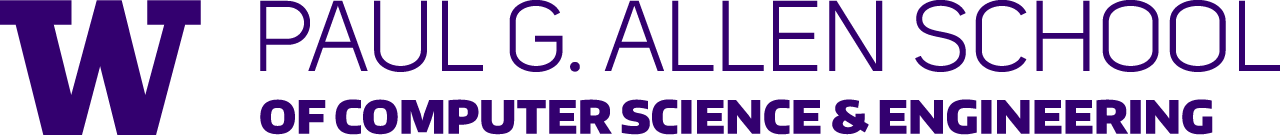 W
PAUL G. ALLEN SCHOOL
OF COMPUTER SCIENCE & ENGINEERING